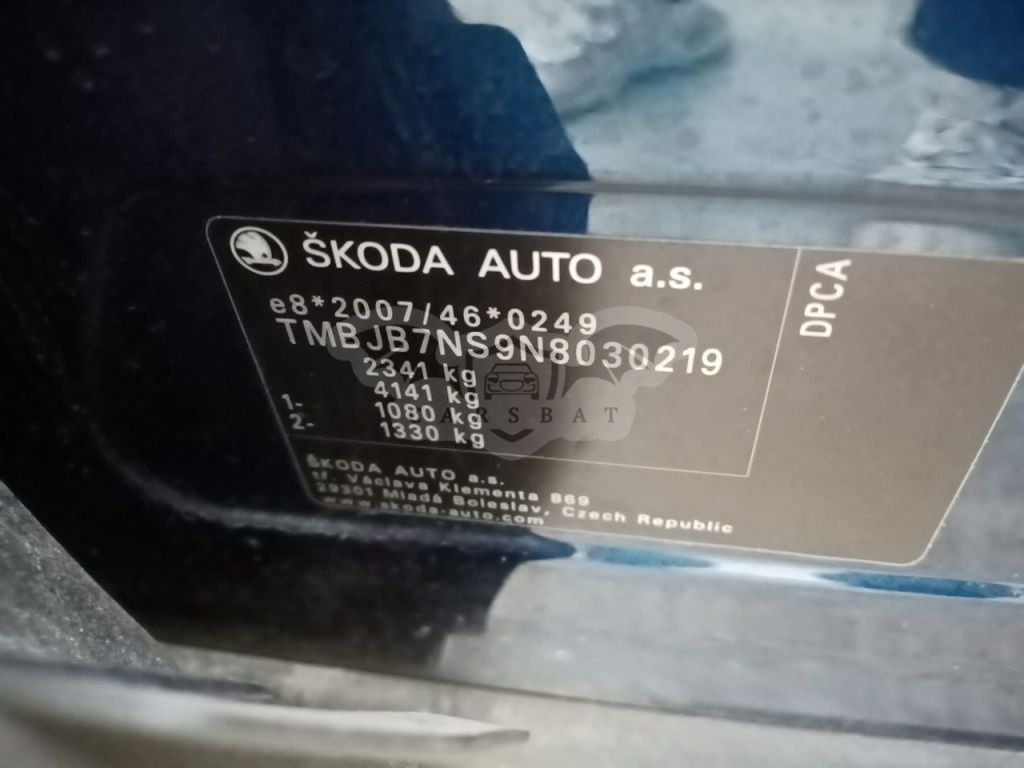 ŠKODA AUTO a.s.
e8*2007/46*0249
TMBJB7NS9N8030219
2341 kg
4141 kg
1- 1080 kg
2- 1330 kg
DPCA
ŠKODA AUTO a.s.
tř. Václava Klementa 869
29301 Mladá Boleslav, Czech Republic
www.skoda-auto.com
ARSBAT